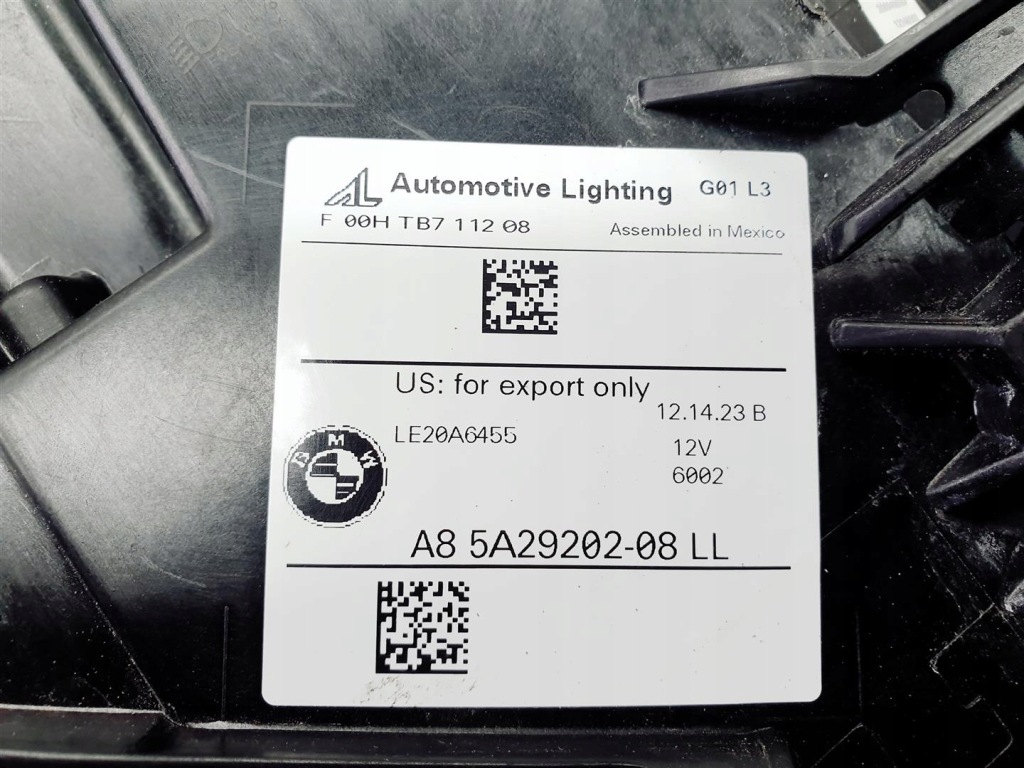 AL Automotive Lighting G01 L3
F 00H TB7 112 08 Assembled in Mexico
US: for export only
12.14.23 B
LE20A6455
12V
BMW
6002
A8 5A29202-08 LL